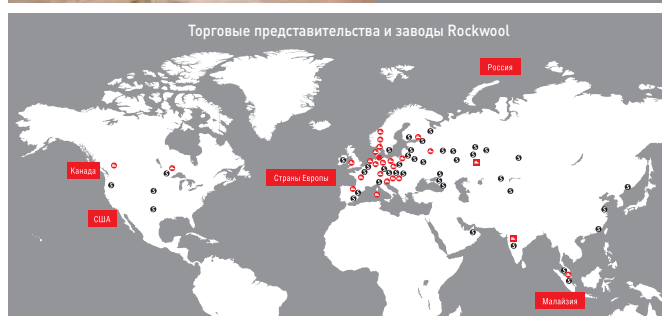 Торговые представительства и заводы Rockwool
Россия
Канада
Страны Европы
США
Малайзия